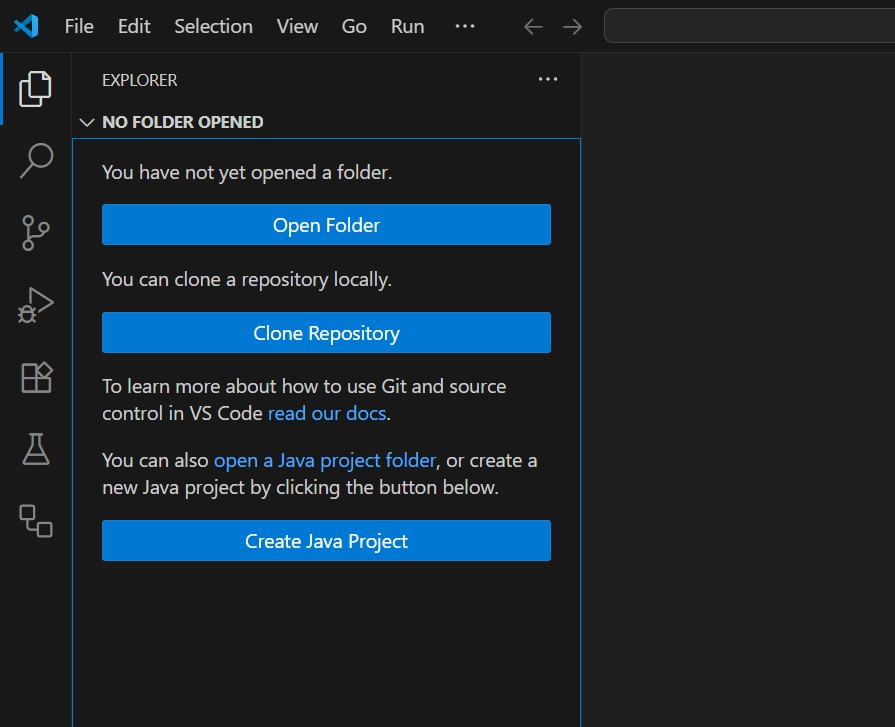 File Edit Selection View Go Run ...
EXPLORER ...
NO FOLDER OPENED
You have not yet opened a folder.
Open Folder
You can clone a repository locally.
Clone Repository
To learn more about how to use Git and source
control in VS Code read our docs.
You can also open a Java project folder, or create a
new Java project by clicking the button below.
Create Java Project